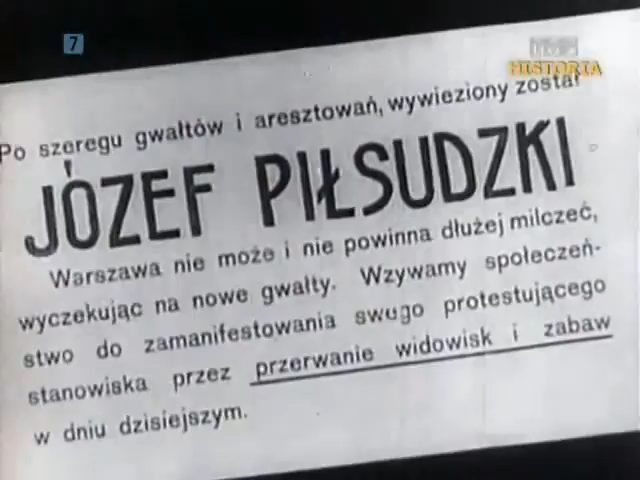 7
TVP
HISTORIA
Po szeregu gwałtów i aresztowań, wywieziony został
JÓZEF PIŁSUDZKI
Warszawa nie może i nie powinna dłużej milczeć,
wyczekując na nowe gwałty. Wzywamy społeczeń-
stwo do zamanifestowania swego protestującego
stanowiska przez przerwanie widowisk i zabaw
w dniu dzisiejszym.